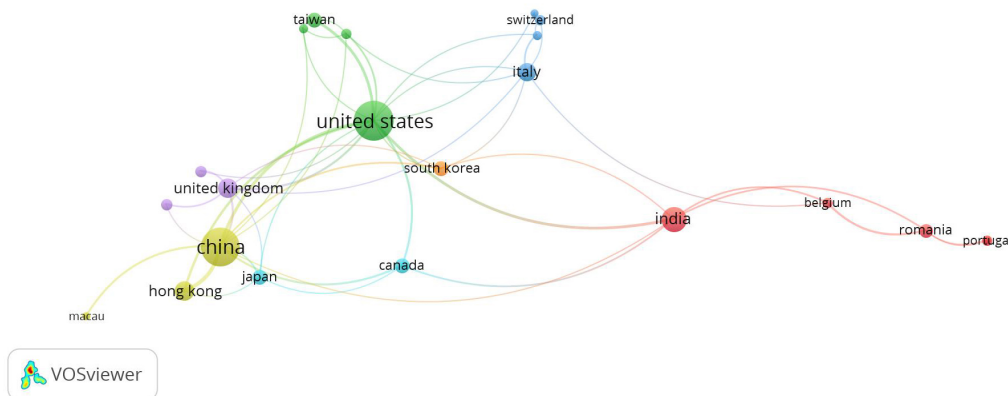 taiwan
switzerland
italy
united states
south korea
united kingdom
belgium
india
romania
portuga
china
canada
japan
hong kong
macau
VOSviewer